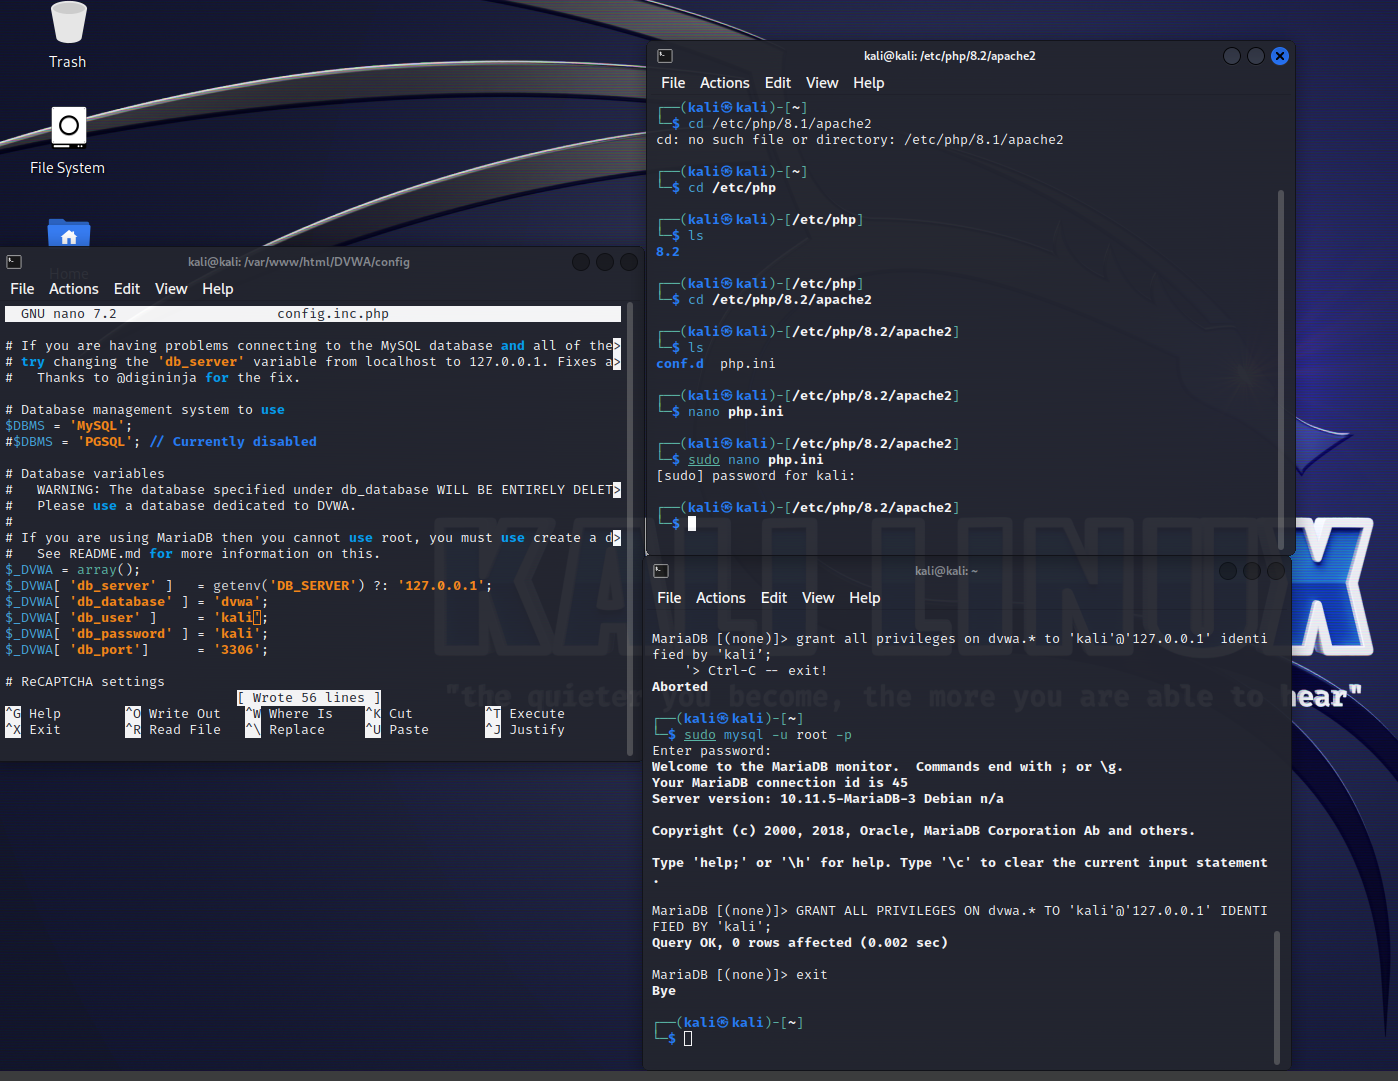 Trash
File System
Home
kali@kali: /var/www/html/DVWA/config
File Actions Edit View Help
GNU nano 7.2 config.inc.php
# If you are having problems connecting to the MySQL database and all of the>
# try changing the 'db_server' variable from localhost to 127.0.0.1. Fixes a>
#   Thanks to @digininja for the fix.
# Database management system to use
$DBMS = 'MySQL';
#$DBMS = 'PGSQL'; // Currently disabled
# Database variables
#   WARNING: The database specified under db_database WILL BE ENTIRELY DELET>
#   Please use a database dedicated to DVWA.
#
# If you are using MariaDB then you cannot use root, you must use create a d>
#   See README.md for more information on this.
$_DVWA = array();
$_DVWA[ 'db_server' ]   = getenv('DB_SERVER') ?: '127.0.0.1';
$_DVWA[ 'db_database' ] = 'dvwa';
$_DVWA[ 'db_user' ]     = 'kali';
$_DVWA[ 'db_password' ] = 'kali';
$_DVWA[ 'db_port']      = '3306';
# ReCAPTCHA settings
[ Wrote 56 lines ]
^G Help ^O Write Out ^W Where Is ^K Cut ^T Execute
^X Exit ^R Read File ^\ Replace ^U Paste ^J Justify
kali@kali: /etc/php/8.2/apache2
File Actions Edit View Help
┌──(kali㉿kali)-[~]
└─$ cd /etc/php/8.1/apache2
cd: no such file or directory: /etc/php/8.1/apache2
┌──(kali㉿kali)-[~]
└─$ cd /etc/php
┌──(kali㉿kali)-[/etc/php]
└─$ ls
8.2
┌──(kali㉿kali)-[/etc/php]
└─$ cd /etc/php/8.2/apache2
┌──(kali㉿kali)-[/etc/php/8.2/apache2]
└─$ ls
conf.d  php.ini
┌──(kali㉿kali)-[/etc/php/8.2/apache2]
└─$ nano php.ini
┌──(kali㉿kali)-[/etc/php/8.2/apache2]
└─$ sudo nano php.ini
[sudo] password for kali:
┌──(kali㉿kali)-[/etc/php/8.2/apache2]
└─$
KALI LINUX
"the quieter you become, the more you are able to hear"
kali@kali: ~
File Actions Edit View Help
MariaDB [(none)]> grant all privileges on dvwa.* to 'kali'@'127.0.0.1' identi
fied by 'kali’;
    '> Ctrl-C -- exit!
Aborted
┌──(kali㉿kali)-[~]
└─$ sudo mysql -u root -p
Enter password:
Welcome to the MariaDB monitor.  Commands end with ; or \g.
Your MariaDB connection id is 45
Server version: 10.11.5-MariaDB-3 Debian n/a
Copyright (c) 2000, 2018, Oracle, MariaDB Corporation Ab and others.
Type 'help;' or '\h' for help. Type '\c' to clear the current input statement
.
MariaDB [(none)]> GRANT ALL PRIVILEGES ON dvwa.* TO 'kali'@'127.0.0.1' IDENTI
FIED BY 'kali';
Query OK, 0 rows affected (0.002 sec)
MariaDB [(none)]> exit
Bye
┌──(kali㉿kali)-[~]
└─$